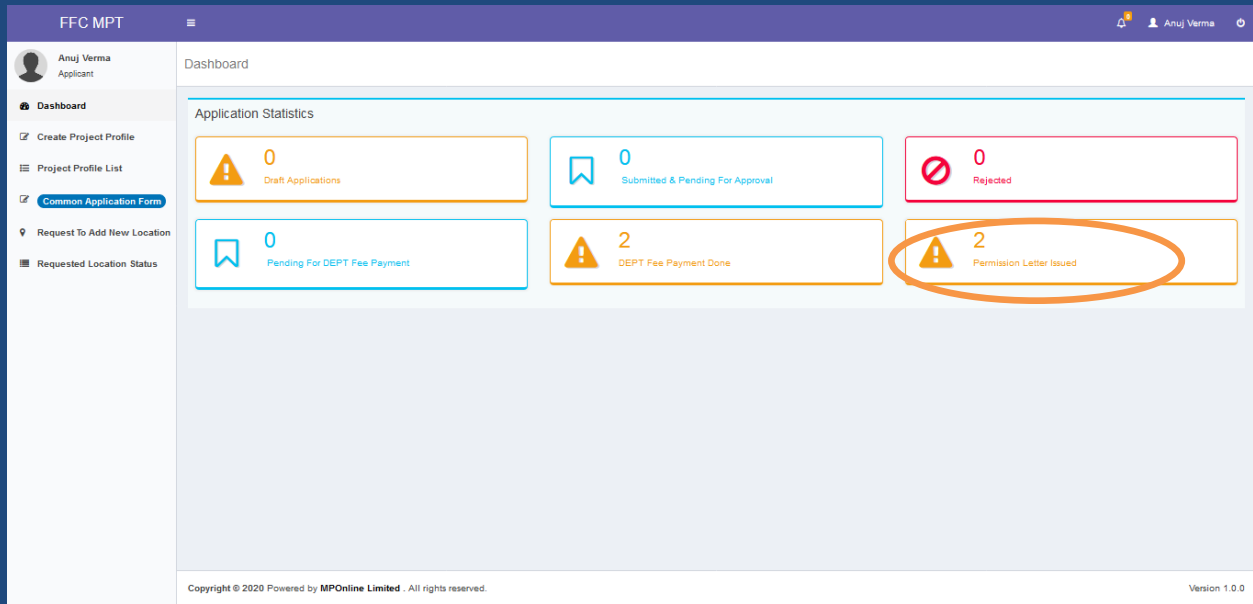 FFC MPT
Anuj Verma
Anuj Verma
Applicant
Dashboard
Create Project Profile
Project Profile List
Common Application Form
Request To Add New Location
Requested Location Status
Dashboard
Application Statistics
0
Draft Applications
0
Submitted & Pending For Approval
0
Rejected
0
Pending For DEPT Fee Payment
2
DEPT Fee Payment Done
2
Permission Letter Issued
Copyright © 2020 Powered by MPOnline Limited . All rights reserved.
Version 1.0.0